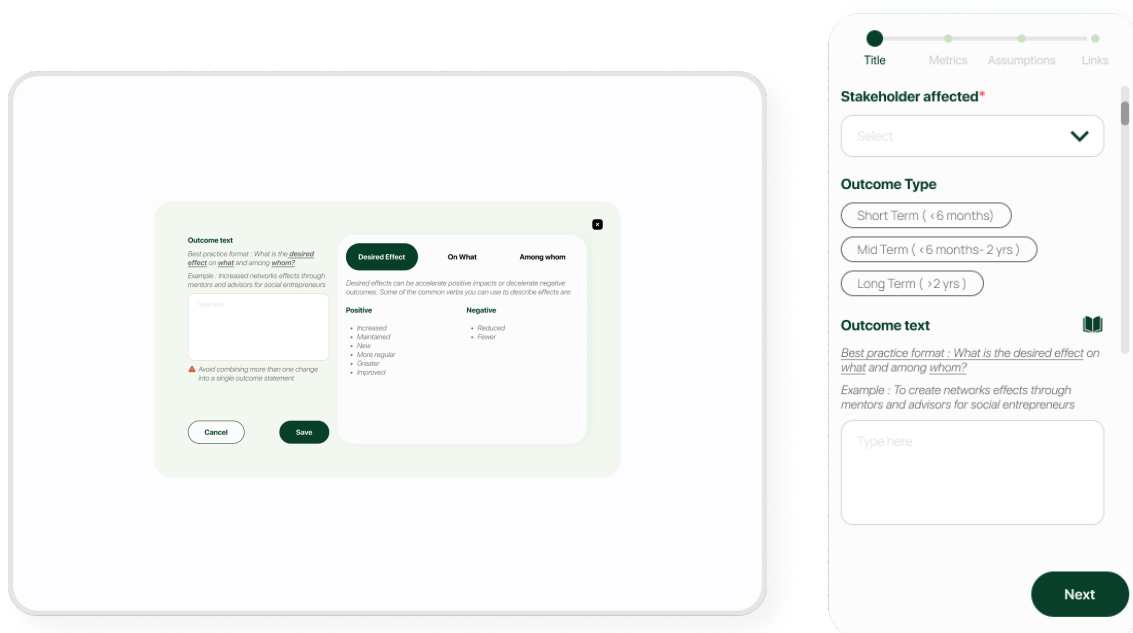 Outcome text
Best practice format : What is the desired
effect on what and among whom?
Example : Increased networks effects through
mentors and advisors for social entrepreneurs
Type here
Avoid combining more than one change
into a single outcome statement
Cancel
Save
Desired Effect
On What
Among whom
Desired effects can be accelerate positive impacts or decelerate negative
outcomes. Some of the common verbs you can use to describe effects are:
Positive
• Increased
• Maintained
• New
• More regular
• Greater
• Improved
Negative
• Reduced
• Fewer
Title
Metrics
Assumptions
Links
Stakeholder affected*
Select
Outcome Type
Short Term ( <6 months)
Mid Term ( <6 months- 2 yrs )
Long Term ( >2 yrs )
Outcome text
Best practice format : What is the desired effect on
what and among whom?
Example : To create networks effects through
mentors and advisors for social entrepreneurs
Type here
Next